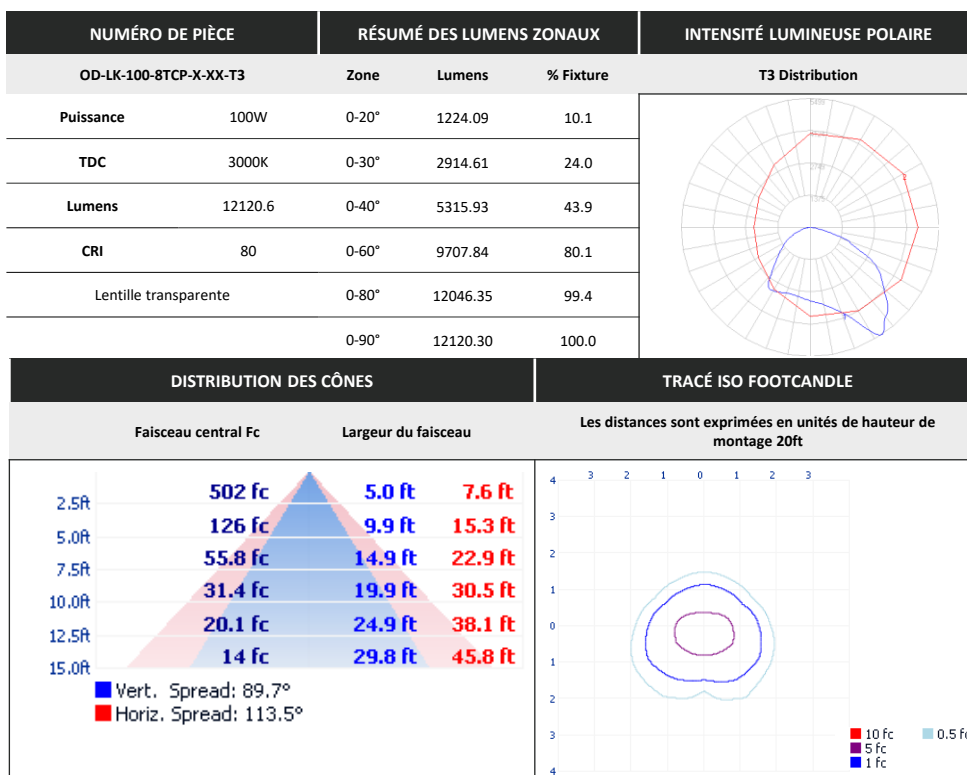 NUMÉRO DE PIÈCE
RÉSUMÉ DES LUMENS ZONAUX
INTENSITÉ LUMINEUSE POLAIRE
OD-LK-100-8TCP-X-XX-T3
Zone Lumens % Fixture
T3 Distribution
Puissance 100W
0-20° 1224.09 10.1
TDC 3000K
0-30° 2914.61 24.0
Lumens 12120.6
0-40° 5315.93 43.9
CRI 80
0-60° 9707.84 80.1
Lentille transparente
0-80° 12046.35 99.4
0-90° 12120.30 100.0
DISTRIBUTION DES CÔNES
TRACÉ ISO FOOTCANDLE
Faisceau central Fc Largeur du faisceau
Les distances sont exprimées en unités de hauteur de
montage 20ft
2.5ft 502 fc 5.0 ft 7.6 ft
5.0ft 126 fc 9.9 ft 15.3 ft
7.5ft 55.8 fc 14.9 ft 22.9 ft
10.0ft 31.4 fc 19.9 ft 30.5 ft
12.5ft 20.1 fc 24.9 ft 38.1 ft
15.0ft 14 fc 29.8 ft 45.8 ft
Vert. Spread: 89.7°
Horiz. Spread: 113.5°
3 2 1 0 1 2 3
4
3
2
1
0
1
2
3
4
10 fc 0.5 fc
5 fc
1 fc